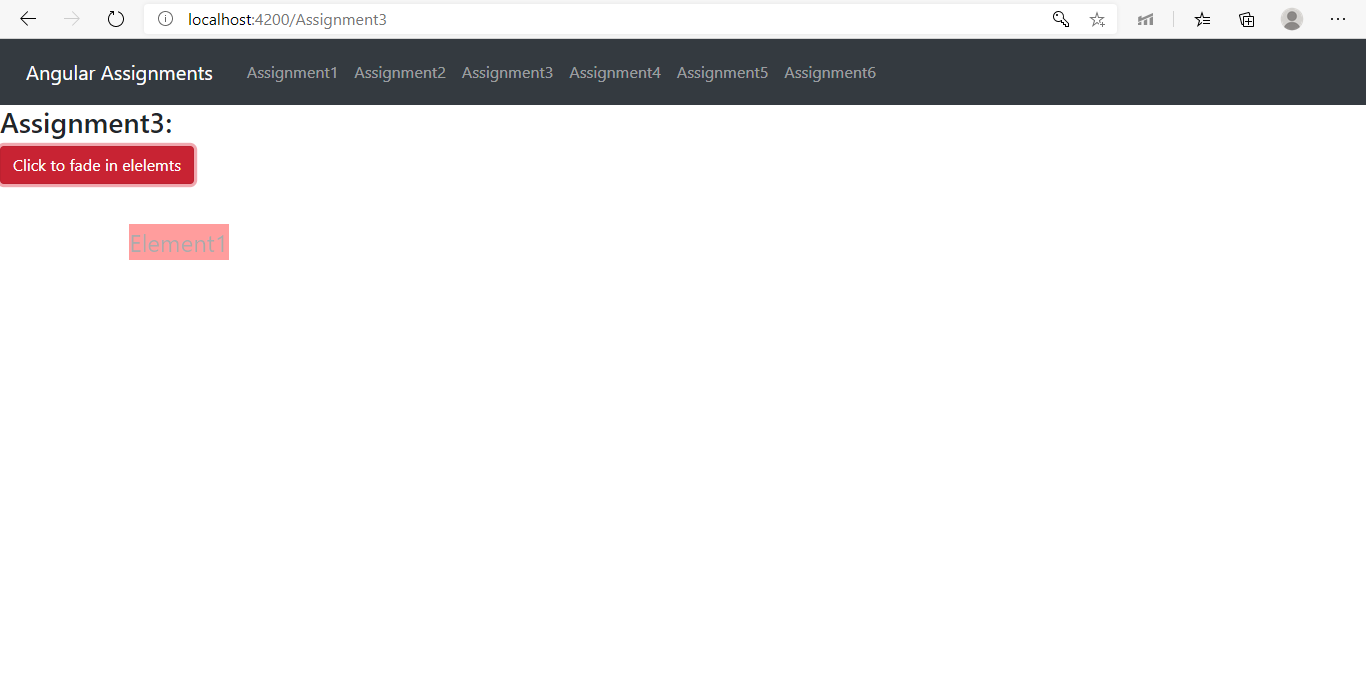 localhost:4200/Assignment3
Angular Assignments Assignment1 Assignment2 Assignment3 Assignment4 Assignment5 Assignment6
Assignment3:
Click to fade in elelemts
Element1